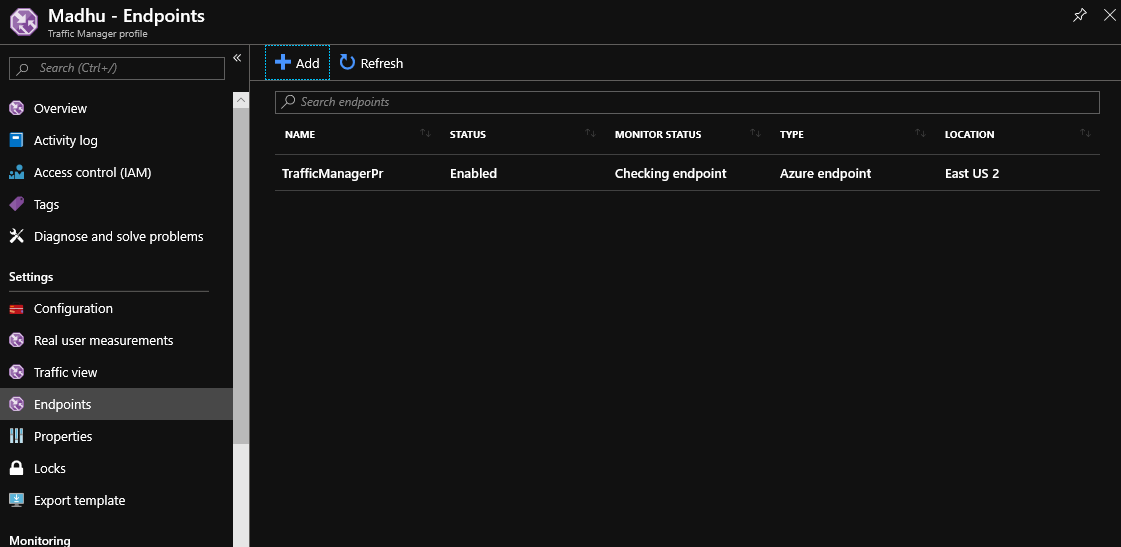 Madhu - Endpoints
Traffic Manager profile
Search (Ctrl+/)
«
Overview
Activity log
Access control (IAM)
Tags
Diagnose and solve problems
Settings
Configuration
Real user measurements
Traffic view
Endpoints
Properties
Locks
Export template
Monitoring
Add Refresh
Search endpoints
NAME STATUS MONITOR STATUS TYPE LOCATION
TrafficManagerPr Enabled Checking endpoint Azure endpoint East US 2